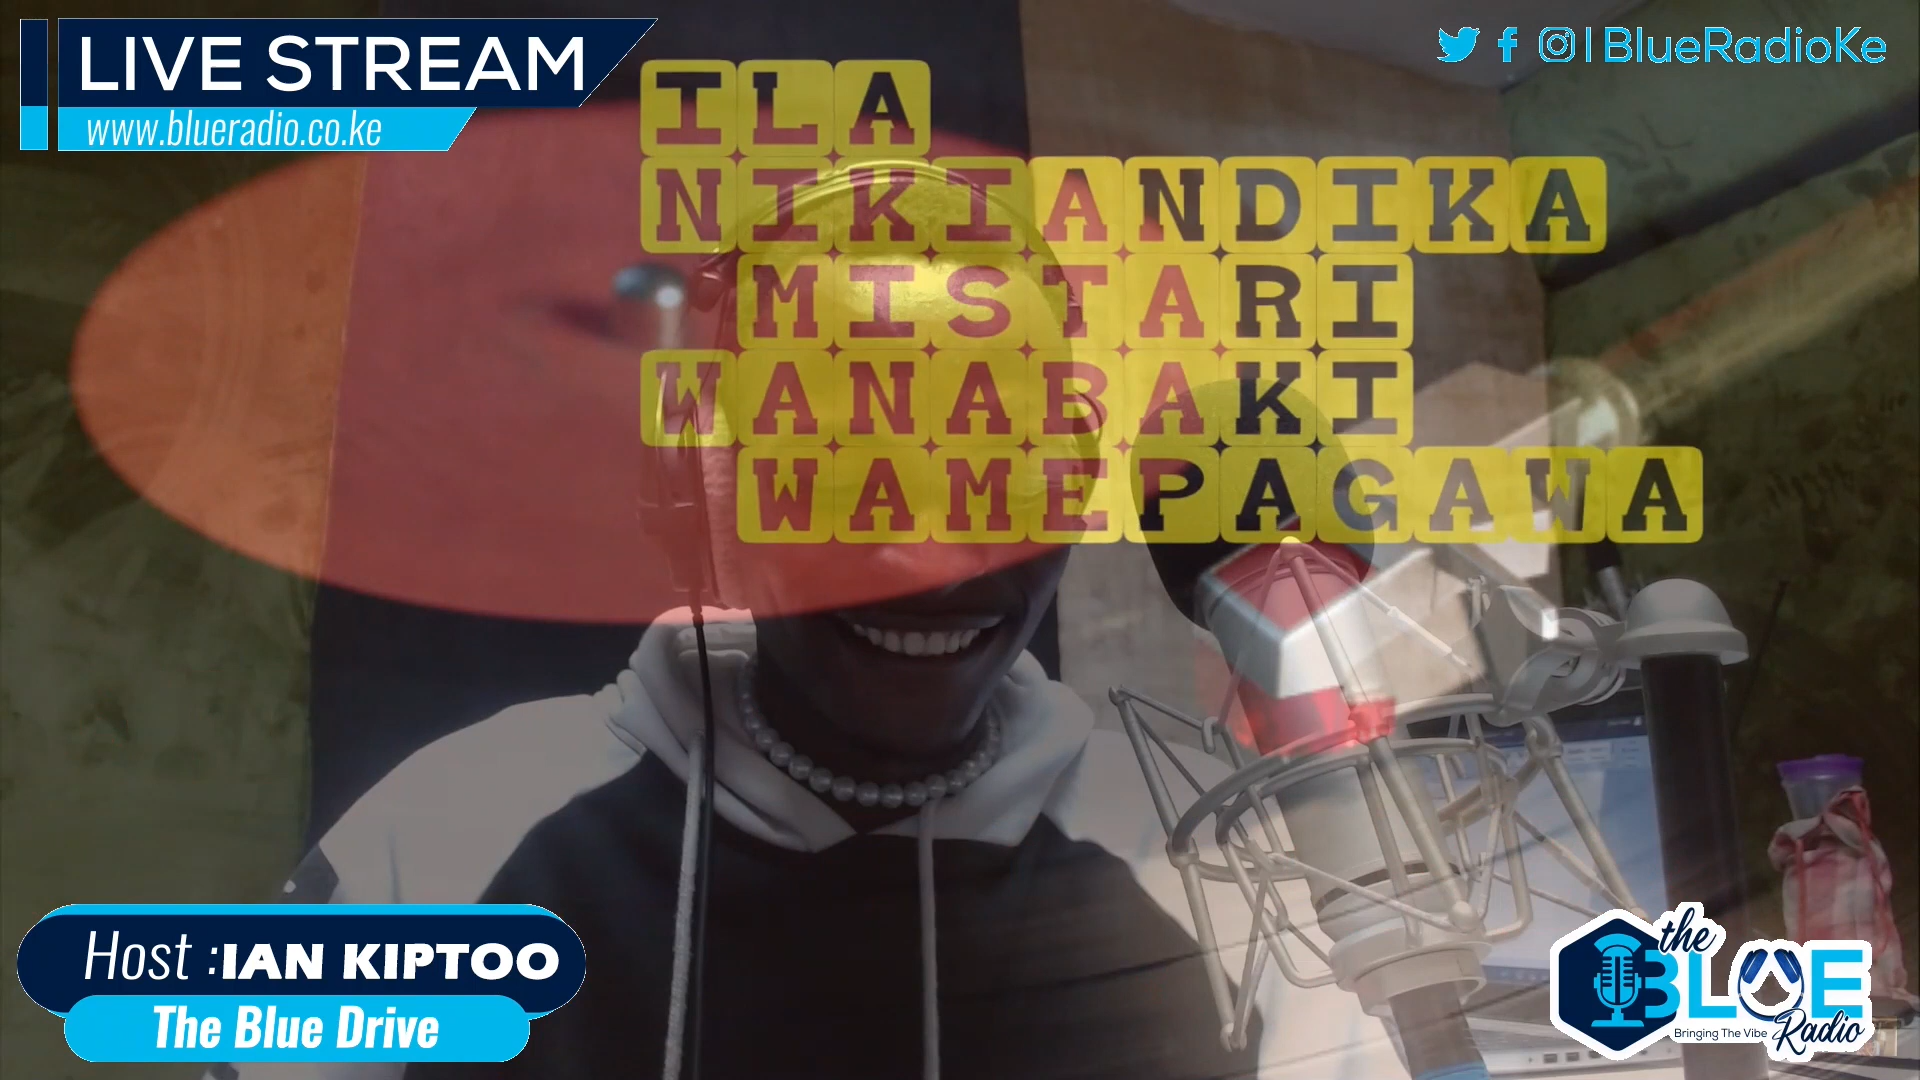 LIVE STREAM
www.blueradio.co.ke
| BlueRadioKe
ILA
NIKIANDIKA
MISTARI
WANABAKI
WAMEPAGAWA
Host :IAN KIPTOO
The Blue Drive
the
BLUE
Radio
Bringing The Vibe